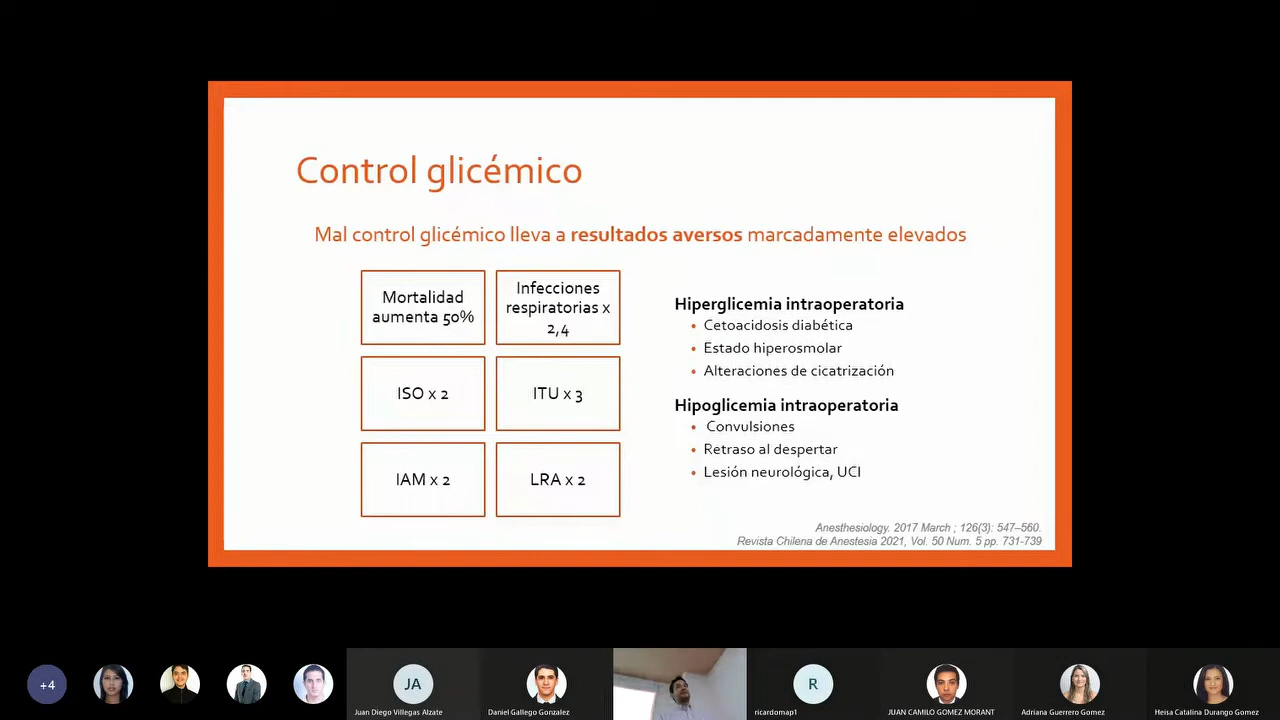 Control glicémico
Mal control glicémico lleva a resultados aversos marcadamente elevados
Mortalidad
aumenta 50%
Infecciones
respiratorias x
2,4
ISO x 2
ITU x 3
IAM x 2
LRA x 2
Hiperglicemia intraoperatoria
• Cetoacidosis diabética
• Estado hiperosmolar
• Alteraciones de cicatrización
Hipoglicemia intraoperatoria
• Convulsiones
• Retraso al despertar
• Lesión neurológica, UCI
Anesthesiology. 2017 March ; 126(3): 547–560.
Revista Chilena de Anestesia 2021, Vol. 50 Num. 5 pp. 731-739
+4
JA
Juan Diego Villegas Alzate
Daniel Gallego Gonzalez
R
ricardomap1
JUAN CAMILO GOMEZ MORANT
Adriana Guerrero Gomez
Heisa Catalina Durango Gomez